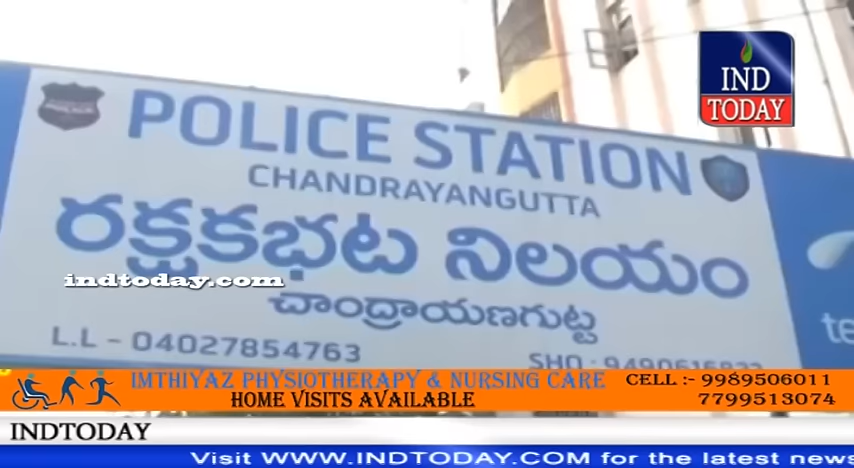 IND
TODAY
POLICE STATION
CHANDRAYANGUTTA
రక్షకభట నిలయం
indtoday.com
చాంద్రాయణగుట్ట
L.L - 04027854763
SHO :
IMTHIYAZ PHYSIOTHERAPY & NURSING CARE
HOME VISITS AVAILABLE
CELL :- 9989506011
7799513074
INDTODAY
Visit WWW.INDTODAY.COM for the latest news